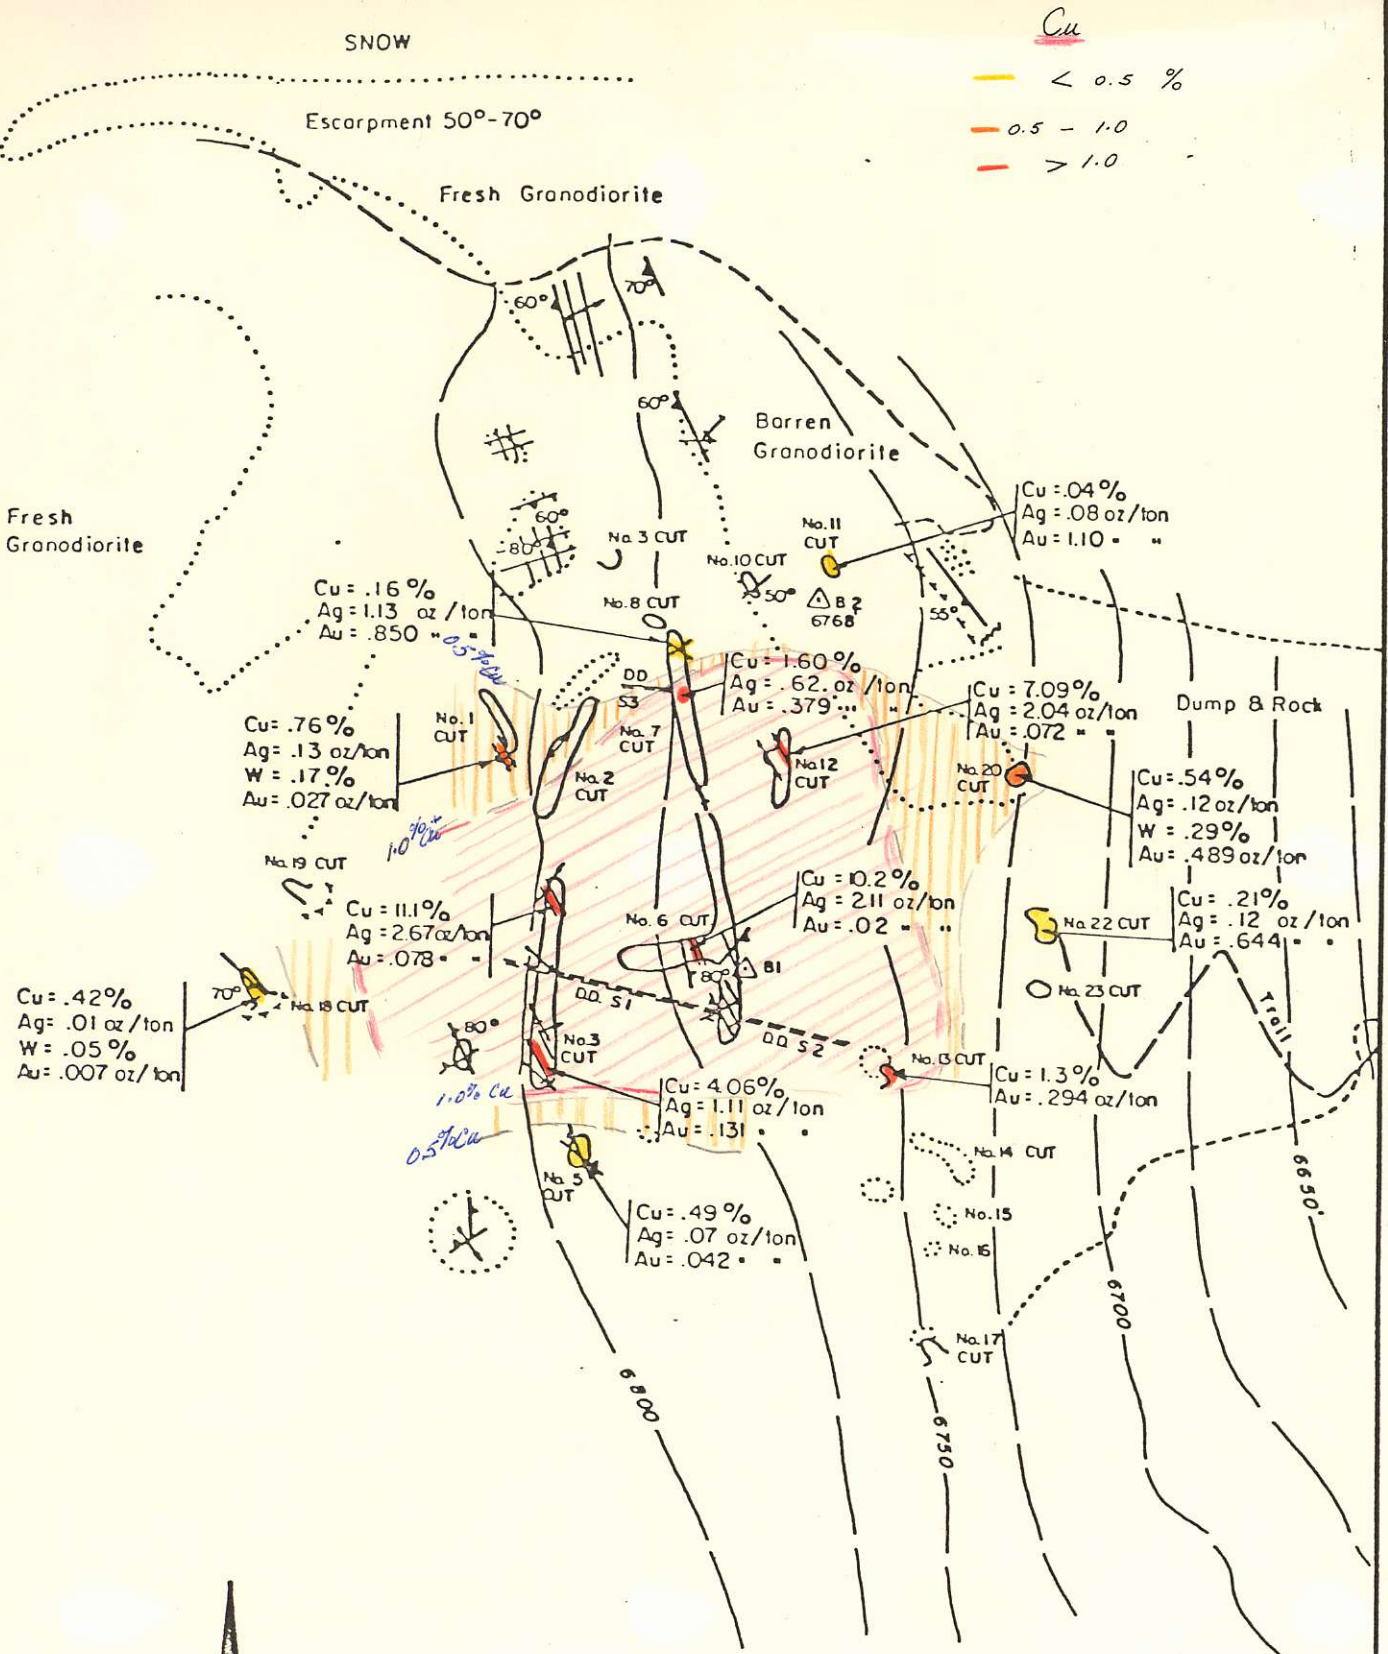 Cu
< 0.5 %
0.5 - 1.0
> 1.0
SNOW
Escarpment 50°-70°
Fresh Granodiorite
60°
70°
60°
Barren
Granodiorite
Fresh
Granodiorite
60°
80°
No. 3 CUT
No. 11
CUT
Cu = .04%
Ag = .08 oz/ton
Au = 1.10 " "
No. 10 CUT
50°
B 2
6768
55°
Cu = .16%
Ag = 1.13 oz/ton
Au = .850 " "
No. 8 CUT
0.5% Cu
DD
S3
Cu = 1.60%
Ag = .62. oz/ton
Au = .379 " "
Cu = 7.09%
Ag = 2.04 oz/ton
Au = .072 " "
Dump & Rock
No. 1
CUT
Cu = .76%
Ag = .13 oz/ton
W = .17%
Au = .027 oz/ton
No. 7
CUT
No. 2
CUT
No. 12
CUT
No. 20
CUT
Cu = .54%
Ag = .12 oz/ton
W = .29%
Au = .489 oz/ton
1.0% Cu
No. 19 CUT
Cu = 11.1%
Ag = 2.67 oz/ton
Au = .078 " "
No. 6 CUT
Cu = 10.2%
Ag = 2.11 oz/ton
Au = .02 " "
No. 22 CUT
Cu = .21%
Ag = .12 oz/ton
Au = .644 " "
70°
No. 18 CUT
Cu = .42%
Ag = .01 oz/ton
W = .05%
Au = .007 oz/ton
80°
B1
D.D. S1
No. 23 CUT
Trail
80°
No. 3
CUT
D.D. S2
No. 13 CUT
Cu = 1.3%
Au = .294 oz/ton
1.0% Cu
Cu = 4.06%
Ag = 1.11 oz/ton
Au = .131 " "
0.5% Cu
No. 14 CUT
No. 5
CUT
Cu = .49%
Ag = .07 oz/ton
Au = .042 " "
No. 15
No. 16
6650'
No. 17
CUT
6700
6800
6750